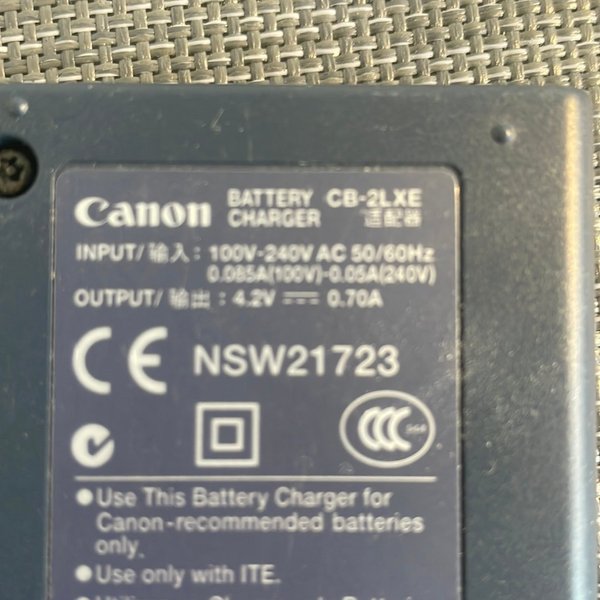 Canon BATTERY CHARGER CB-2LXE
适配器
INPUT/输入: 100V-240V AC 50/60Hz
0.085A(100V)-0.05A(240V)
OUTPUT/输出: 4.2V 0.70A
CE NSW21723
CCC
● Use This Battery Charger for
Canon-recommended batteries
only.
● Use only with ITE.